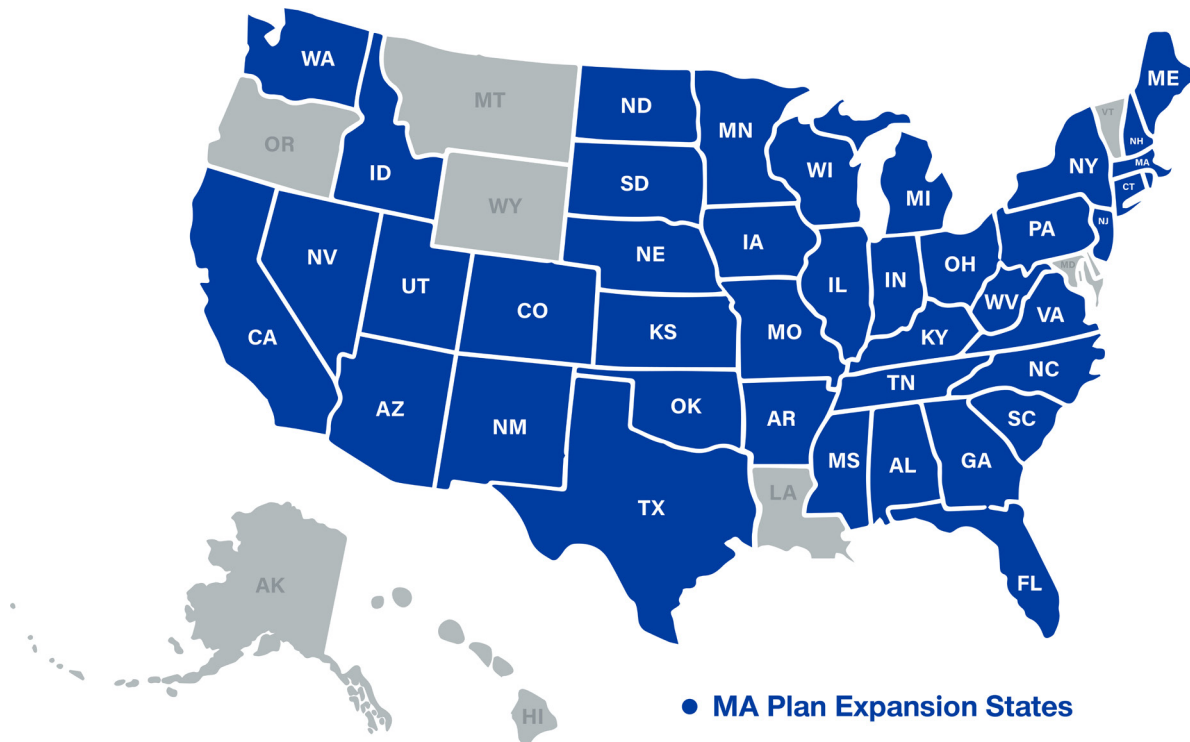 WA
MT
ND
MN
ME
VT
NH
OR
ID
WY
SD
WI
MI
NY
MA
CT
NV
UT
CO
NE
IA
IL
IN
OH
PA
NJ
MD
CA
KS
MO
KY
WV
VA
AZ
NM
OK
AR
TN
NC
SC
TX
LA
MS
AL
GA
FL
AK
HI
MA Plan Expansion States